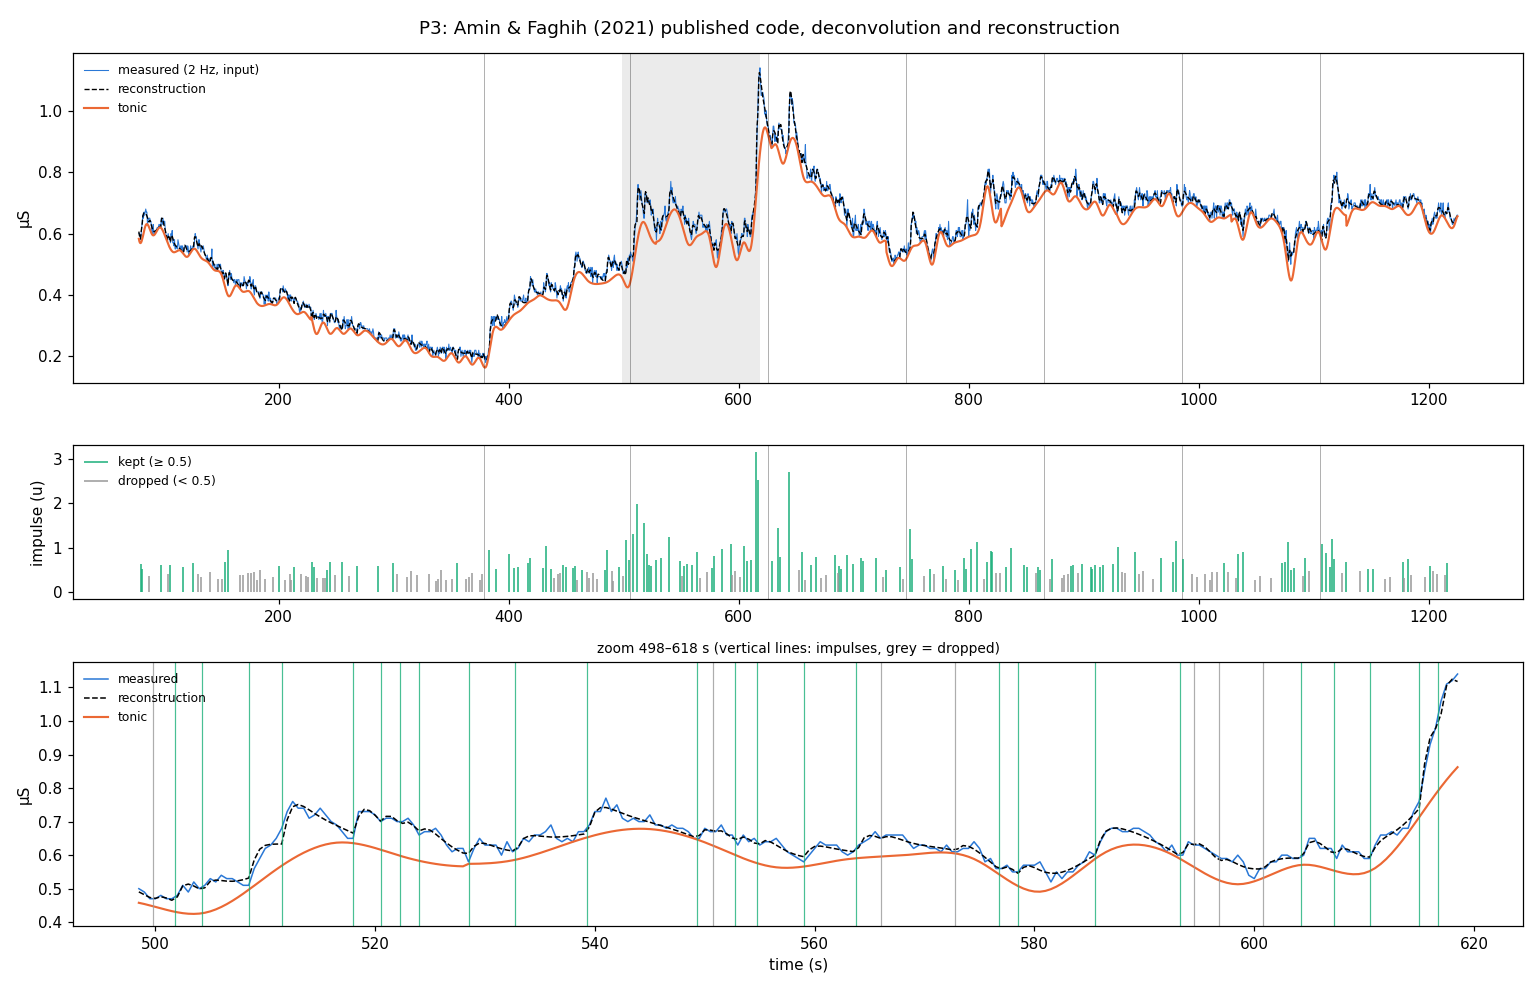 P3: Amin & Faghih (2021) published code, deconvolution and reconstruction
measured (2 Hz, input)
reconstruction
tonic
µS
1.0
0.8
0.6
0.4
0.2
200 400 600 800 1000 1200
kept (≥ 0.5)
dropped (< 0.5)
impulse (u)
3
2
1
0
200 400 600 800 1000 1200
zoom 498–618 s (vertical lines: impulses, grey = dropped)
measured
reconstruction
tonic
µS
1.1
1.0
0.9
0.8
0.7
0.6
0.5
0.4
500 520 540 560 580 600 620
time (s)